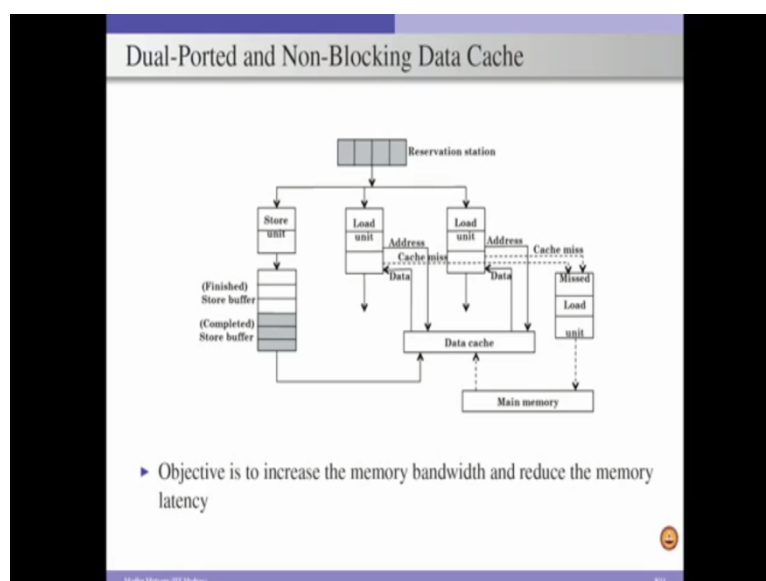 Dual-Ported and Non-Blocking Data Cache
Reservation station
Store
unit
Load
unit
Load
unit
Address
Cache miss
Data
Address
Cache miss
Data
Missed
Load
unit
(Finished)
Store buffer
(Completed)
Store buffer
Data cache
Main memory
Objective is to increase the memory bandwidth and reduce the memory
latency